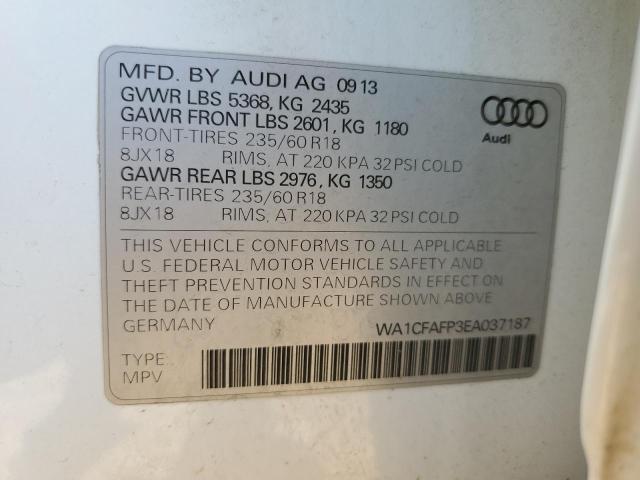 MFD. BY AUDI AG 0913
GVWR LBS 5368, KG 2435
GAWR FRONT LBS 2601, KG 1180
FRONT-TIRES 235/60 R18
8JX18 RIMS, AT 220 KPA 32 PSI COLD
GAWR REAR LBS 2976, KG 1350
REAR-TIRES 235/60 R18
8JX18 RIMS, AT 220 KPA 32 PSI COLD
Audi
THIS VEHICLE CONFORMS TO ALL APPLICABLE
U.S. FEDERAL MOTOR VEHICLE SAFETY AND
THEFT PREVENTION STANDARDS IN EFFECT ON
THE DATE OF MANUFACTURE SHOWN ABOVE
GERMANY WA1CFAFP3EA037187
TYPE
MPV